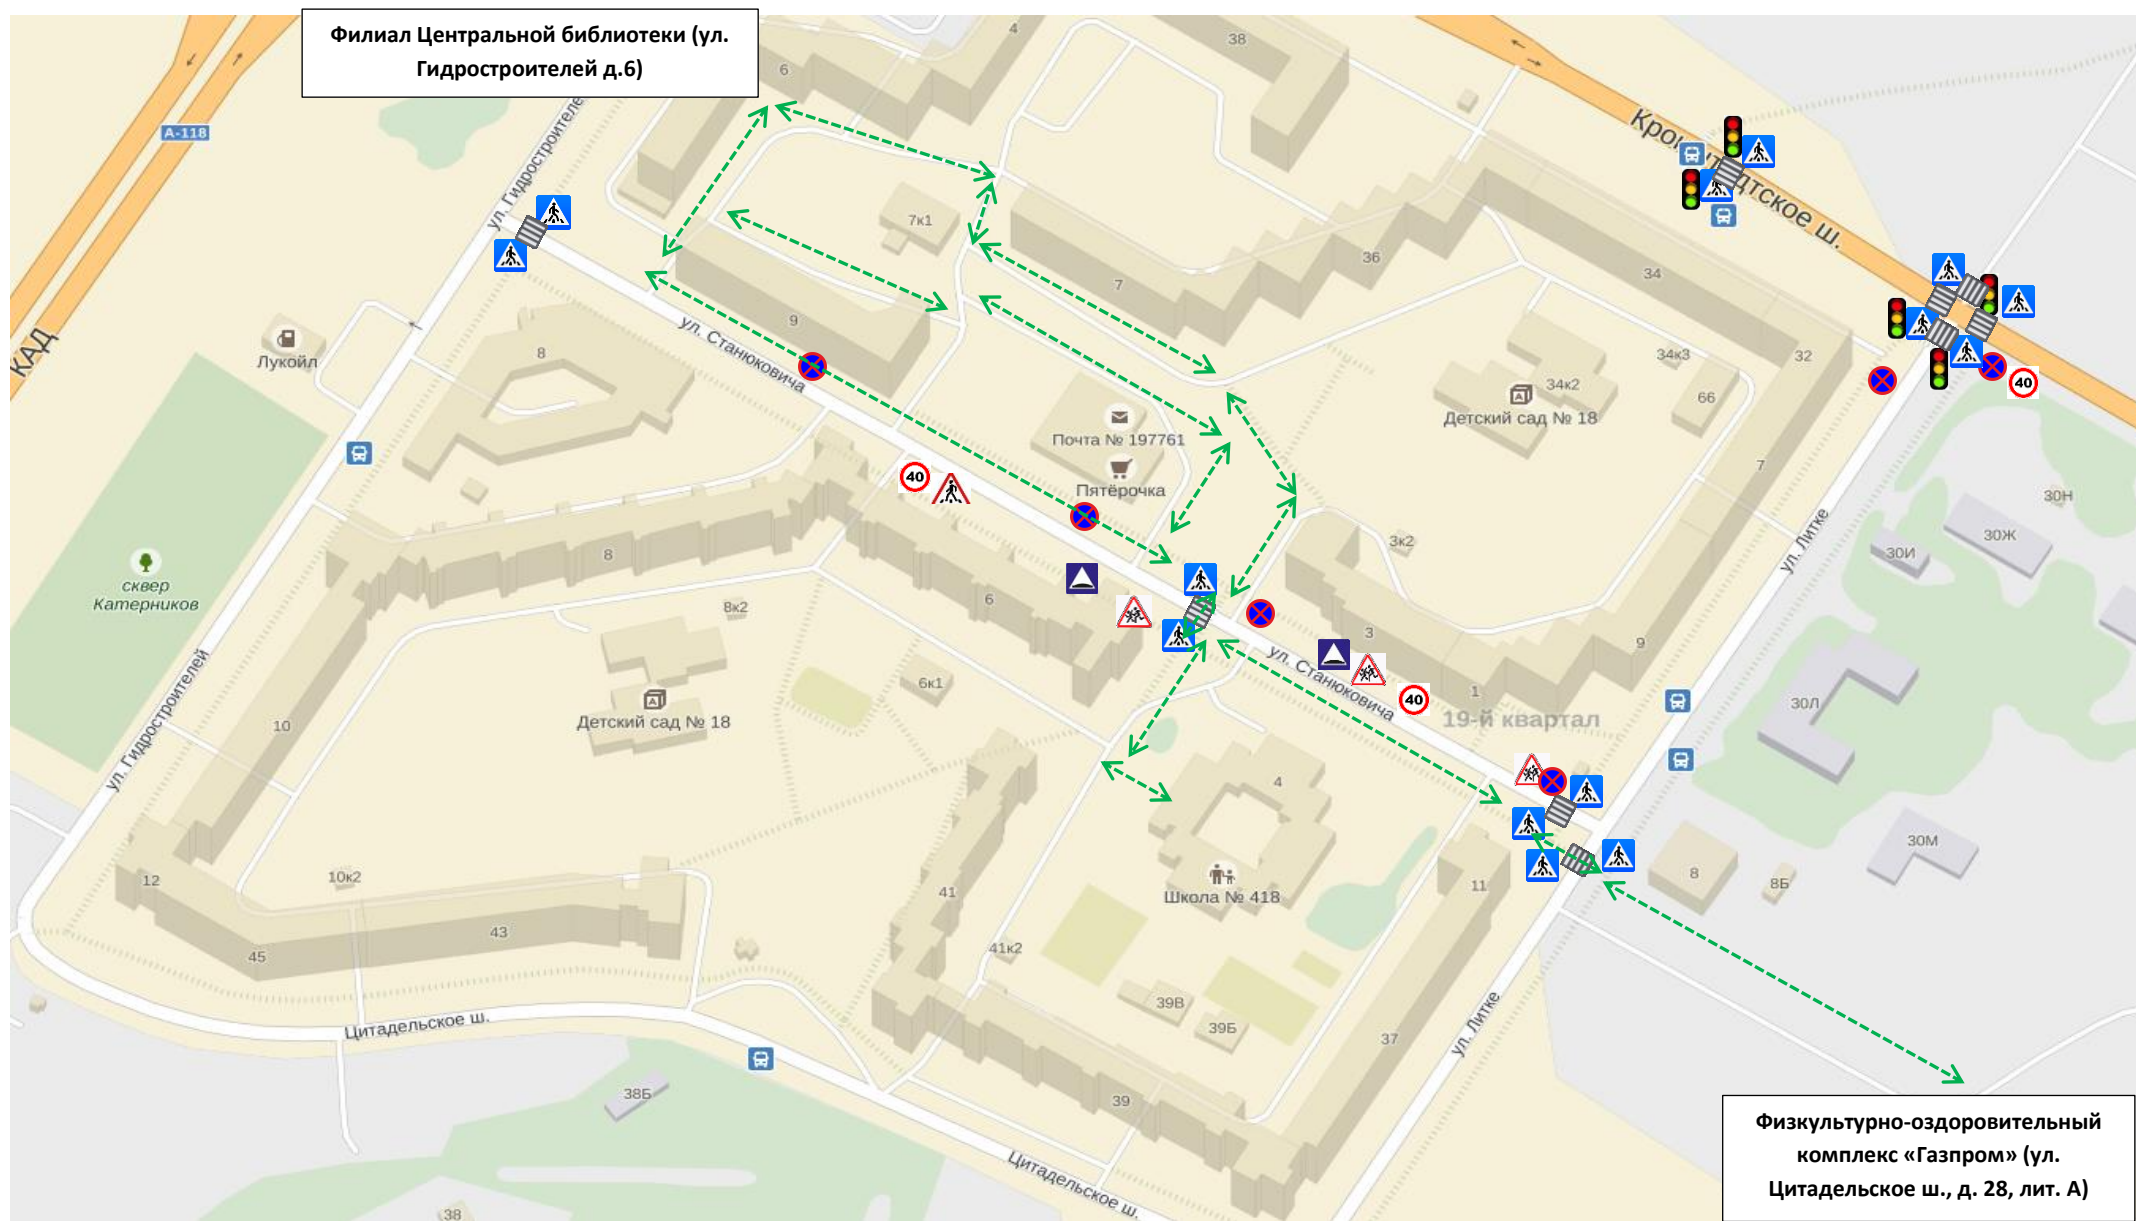 Филиал Центральной библиотеки (ул.
Гидростроителей д.6)
4
38
6
А-118
Кронштадтское ш.
ул. Гидростроителе
7к1
36
34
7
КАД
Лукойл
8
9
ул. Станюковича
34к3
32
34к2
66
Детский сад № 18
40
Почта № 197761
Пятёрочка
40
7
30Н
30Ж
30И
ул. Литке
3к2
сквер
Катерников
8
6
8к2
3
9
ул. Станюковича
1
40
19-й квартал
30Л
6к1
Детский сад № 18
10
ул. Гидростроителей
4
30М
8
8Б
12
10к2
41
Школа № 418
11
43
45
41к2
39В
39Б
37
ул. Литке
Цитадельское ш.
38Б
39
Цитадельское ш.
38
Физкультурно-оздоровительный
комплекс «Газпром» (ул.
Цитадельское ш., д. 28, лит. А)